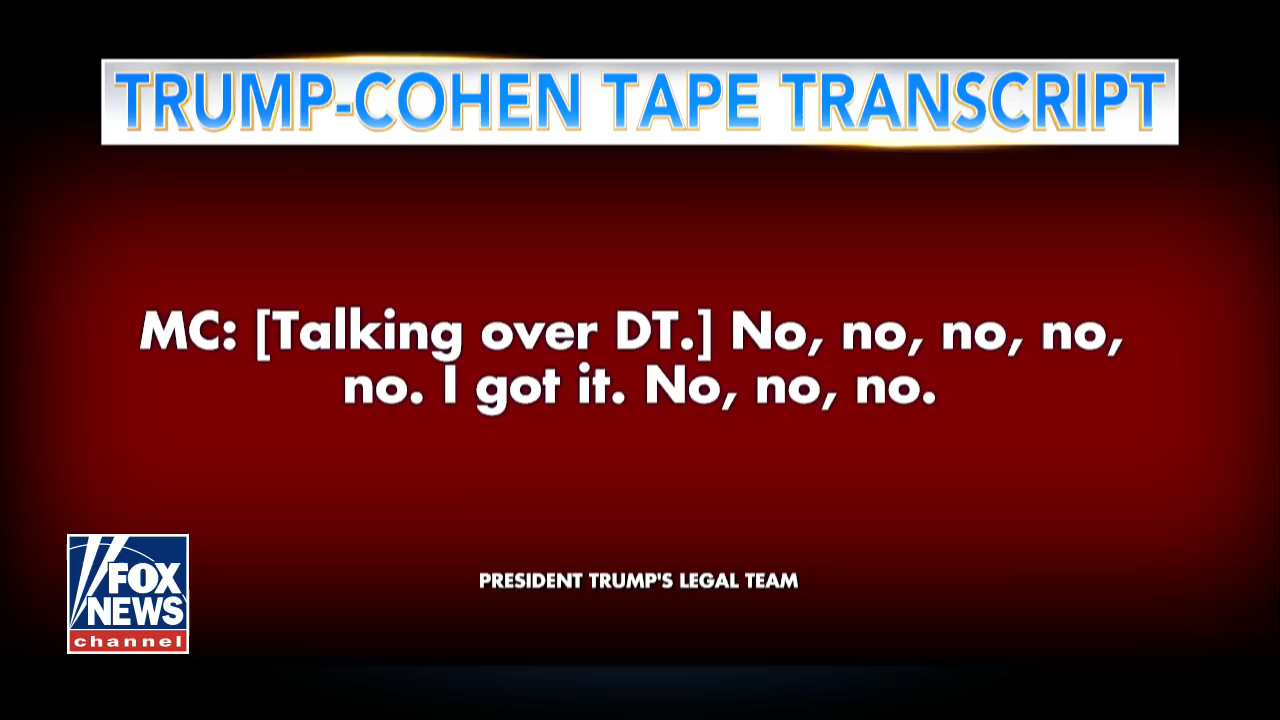 TRUMP-COHEN TAPE TRANSCRIPT
MC: [Talking over DT.] No, no, no, no,
no. I got it. No, no, no.
PRESIDENT TRUMP'S LEGAL TEAM
FOX
NEWS
channel